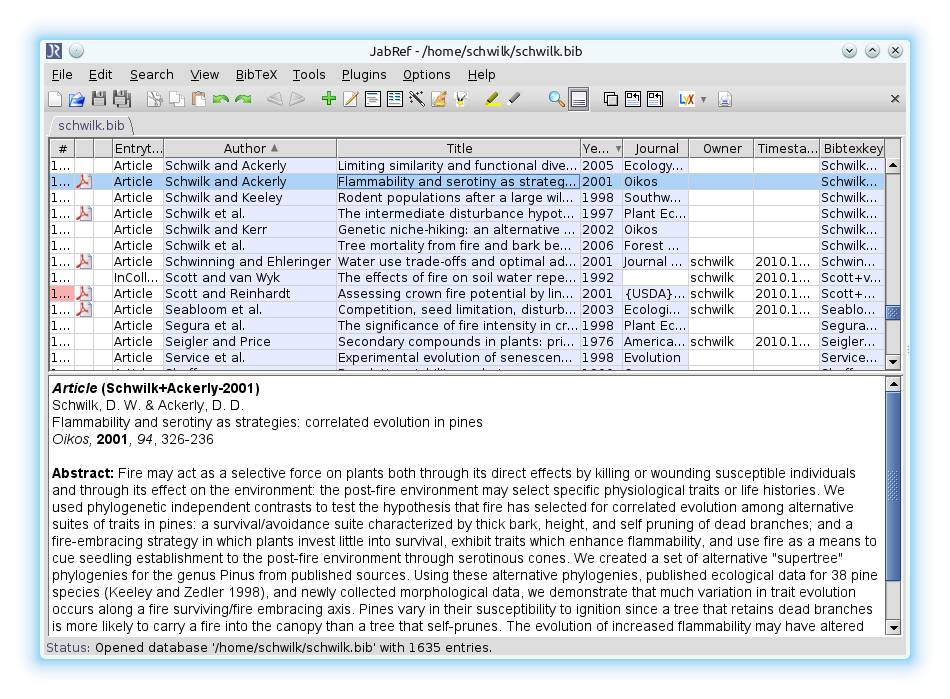 JabRef - /home/schwilk/schwilk.bib
File Edit Search View BibTeX Tools Plugins Options Help
schwilk.bib
# Entryt... Author Title Ye... Journal Owner Timesta... Bibtexkey
1... Article Schwilk and Ackerly Limiting similarity and functional dive... 2005 Ecology... Schwilk...
1... Article Schwilk and Ackerly Flammability and serotiny as strateg... 2001 Oikos Schwilk...
1... Article Schwilk and Keeley Rodent populations after a large wil... 1998 Southw... Schwilk...
1... Article Schwilk et al. The intermediate disturbance hypot... 1997 Plant Ec... Schwilk...
1... Article Schwilk and Kerr Genetic niche-hiking: an alternative ... 2002 Oikos Schwilk...
1... Article Schwilk et al. Tree mortality from fire and bark be... 2006 Forest ... Schwilk...
1... Article Schwinning and Ehleringer Water use trade-offs and optimal ad... 2001 Journal ... schwilk 2010.1... Schwin...
1... InColl... Scott and van Wyk The effects of fire on soil water repe... 1992 schwilk 2010.1... Scott+v...
1... Article Scott and Reinhardt Assessing crown fire potential by lin... 2001 {USDA}... schwilk 2010.1... Scott+...
1... Article Seabloom et al. Competition, seed limitation, disturb... 2003 Ecologi... schwilk 2010.1... Seablo...
1... Article Segura et al. The significance of fire intensity in cr... 1998 Plant Ec... Segura...
1... Article Seigler and Price Secondary compounds in plants: pri... 1976 America... schwilk 2010.1... Seigler...
1... Article Service et al. Experimental evolution of senescen... 1998 Evolution Service...
Article (Schwilk+Ackerly-2001)
Schwilk, D. W. & Ackerly, D. D.
Flammability and serotiny as strategies: correlated evolution in pines
Oikos, 2001, 94, 326-236
Abstract: Fire may act as a selective force on plants both through its direct effects by killing or wounding susceptible individuals
and through its effect on the environment: the post-fire environment may select specific physiological traits or life histories. We
used phylogenetic independent contrasts to test the hypothesis that fire has selected for correlated evolution among alternative
suites of traits in pines: a survival/avoidance suite characterized by thick bark, height, and self pruning of dead branches; and a
fire-embracing strategy in which plants invest little into survival, exhibit traits which enhance flammability, and use fire as a means to
cue seedling establishment to the post-fire environment through serotinous cones. We created a set of alternative "supertree"
phylogenies for the genus Pinus from published sources. Using these alternative phylogenies, published ecological data for 38 pine
species (Keeley and Zedler 1998), and newly collected morphological data, we demonstrate that much variation in trait evolution
occurs along a fire surviving/fire embracing axis. Pines vary in their susceptibility to ignition since a tree that retains dead branches
is more likely to carry a fire into the canopy than a tree that self-prunes. The evolution of increased flammability may have altered
Status: Opened database '/home/schwilk/schwilk.bib' with 1635 entries.